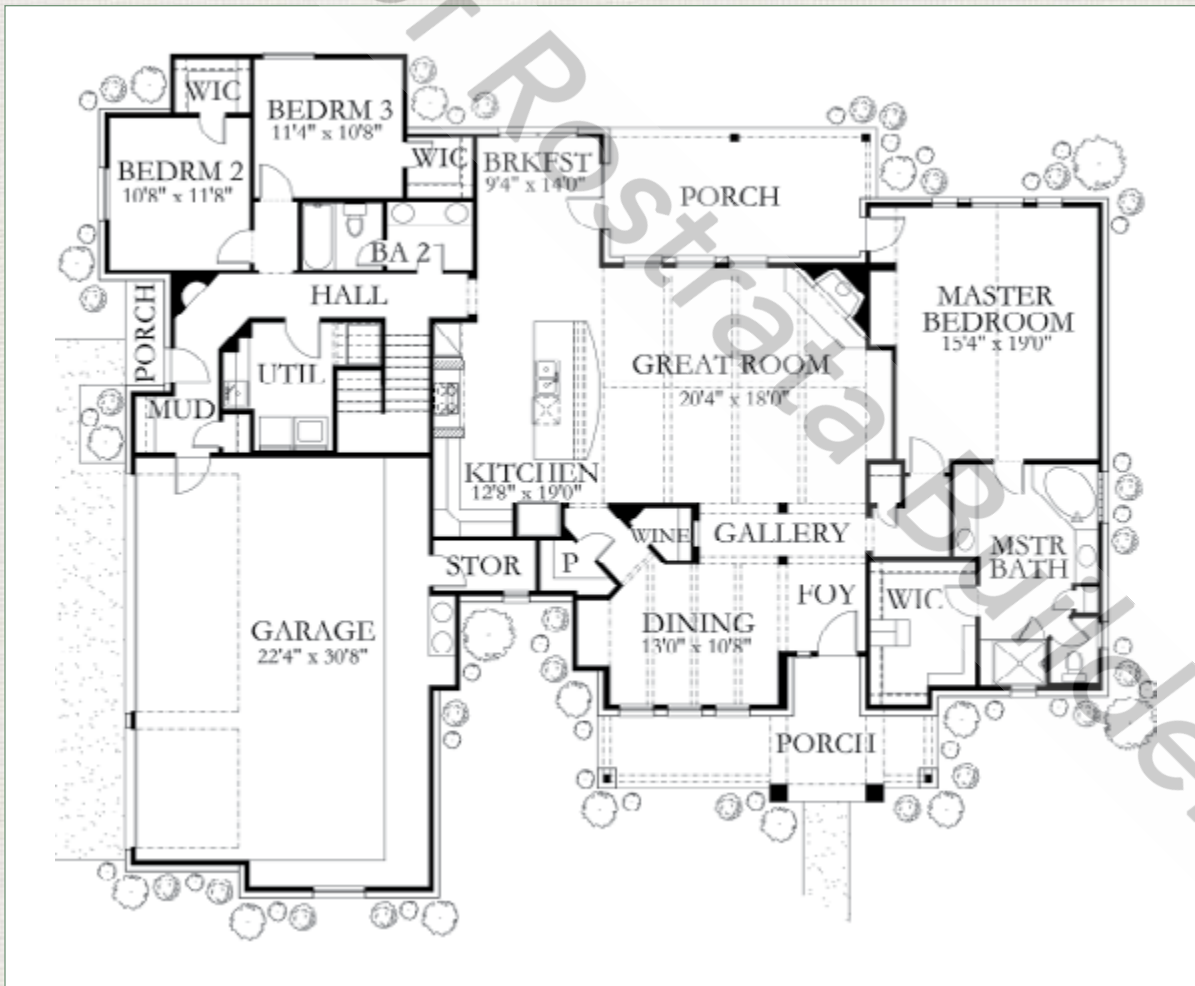 WIC
BEDRM 3
11'4" x 10'8"
BEDRM 2
10'8" x 11'8"
WIC
BRKFST
9'4" x 14'0"
PORCH
BA 2
HALL
PORCH
MASTER
BEDROOM
15'4" x 19'0"
GREAT ROOM
20'4" x 18'0"
UTIL
MUD
KITCHEN
12'8" x 19'0"
WINE
GALLERY
MSTR
BATH
STOR
P
FOY
WIC
DINING
13'0" x 10'8"
GARAGE
22'4" x 30'8"
PORCH
or Rostrata Builde